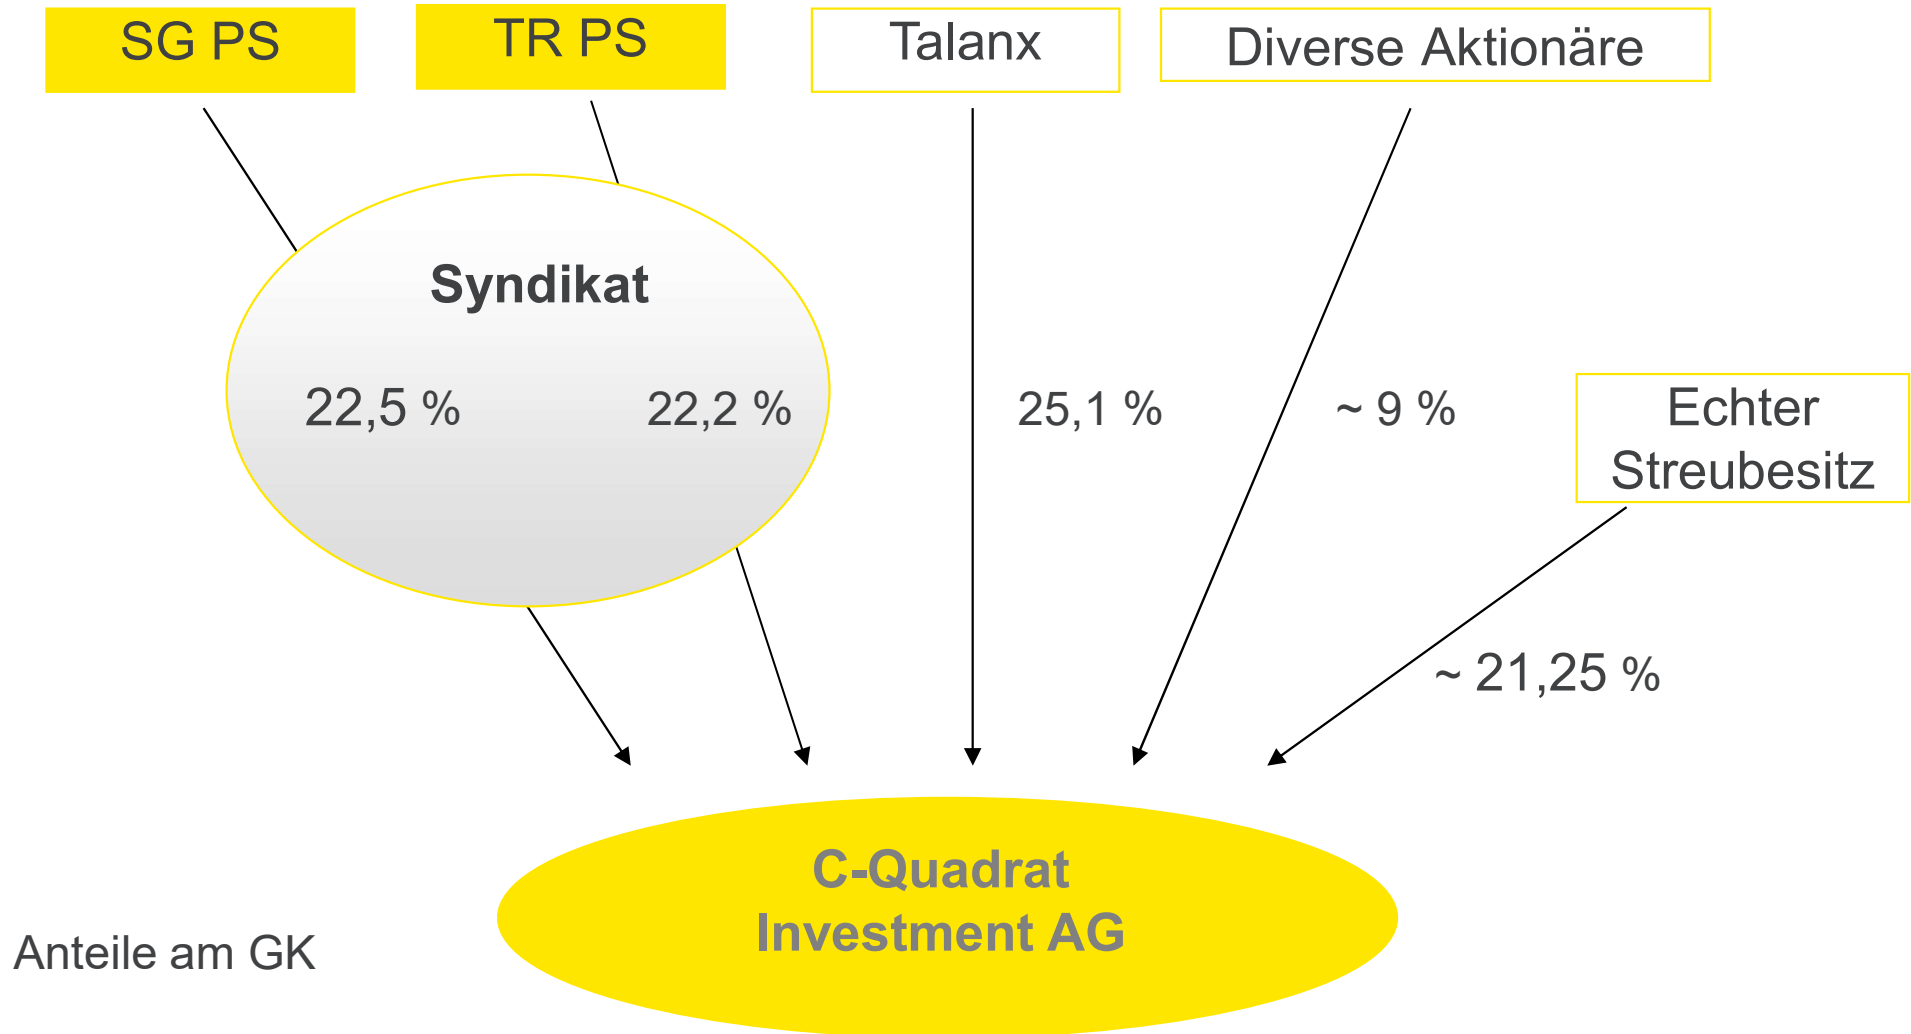 SG PS
TR PS
Talanx
Diverse Aktionäre
Syndikat
22,5 %
22,2 %
25,1 %
~ 9 %
Echter
Streubesitz
~ 21,25 %
C-Quadrat
Investment AG
Anteile am GK